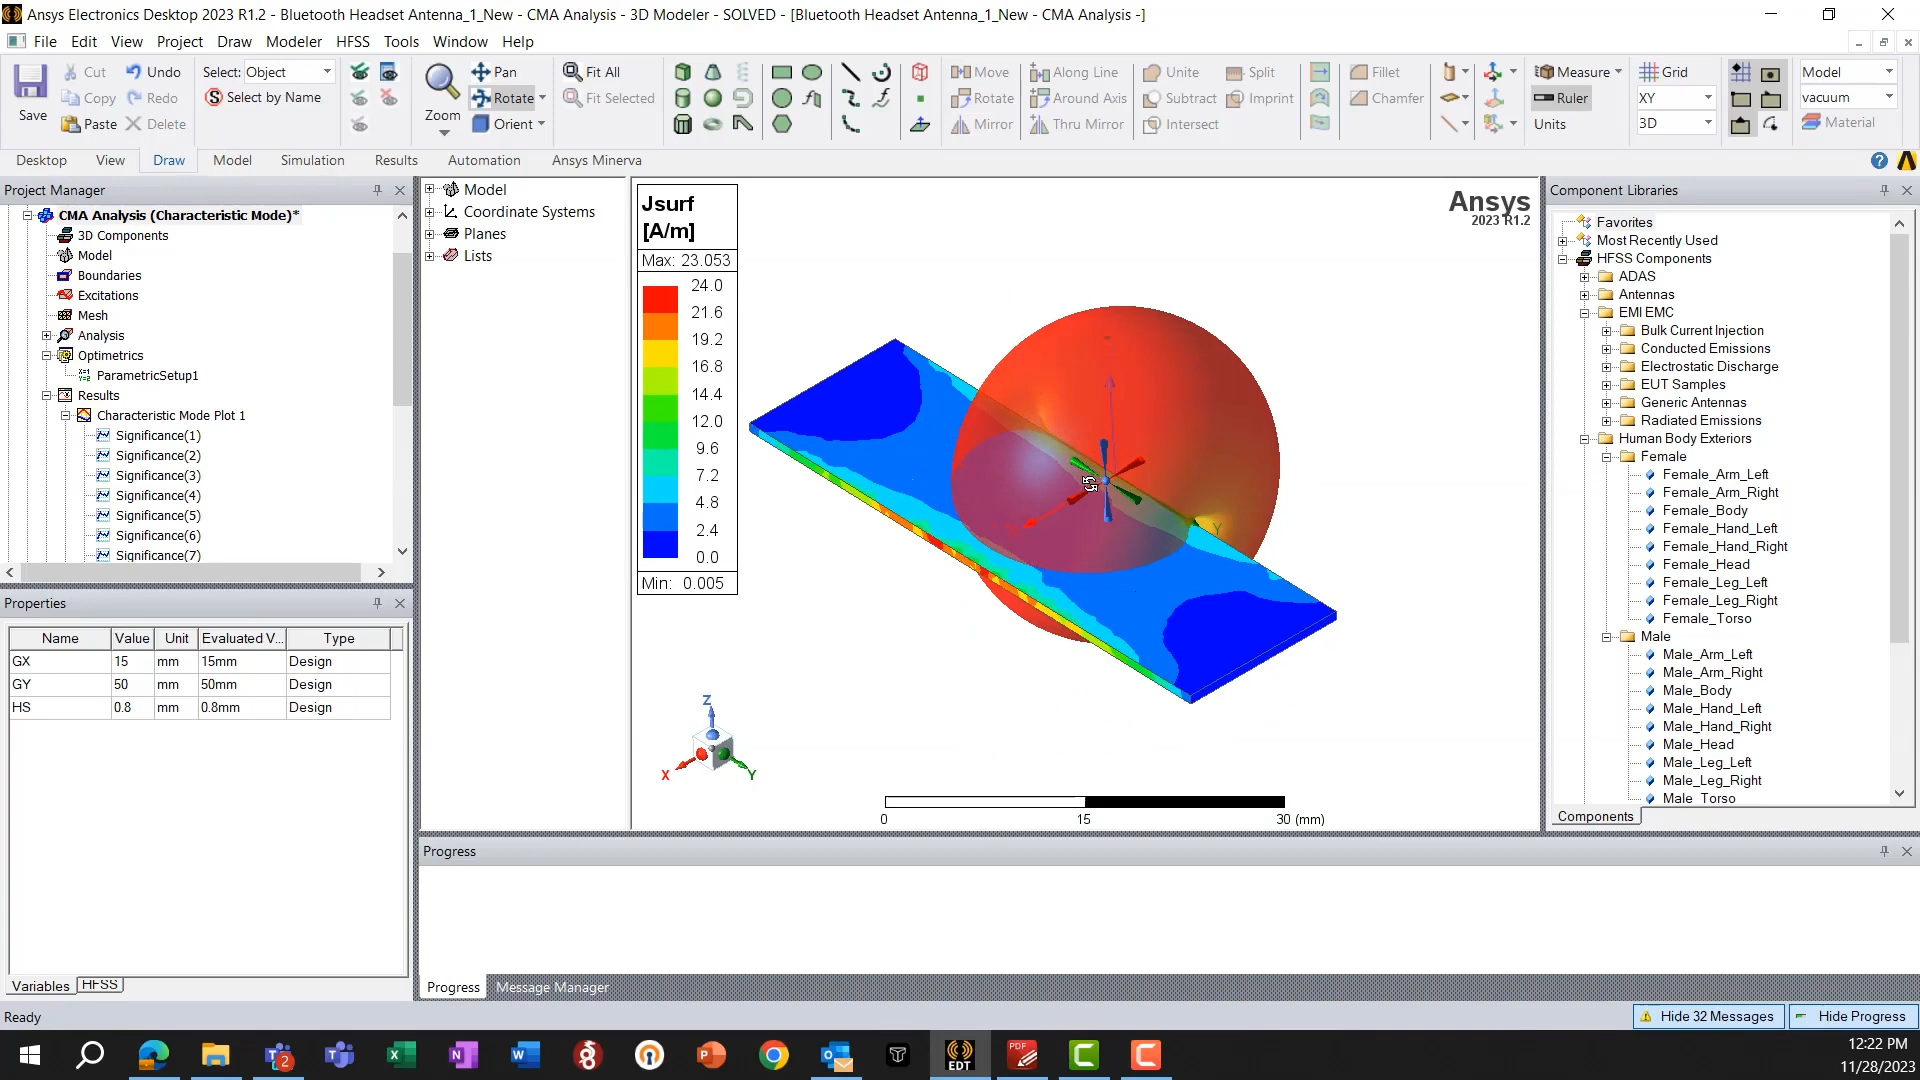 Ansys Electronics Desktop 2023 R1.2 - Bluetooth Headset Antenna_1_New - CMA Analysis - 3D Modeler - SOLVED - [Bluetooth Headset Antenna_1_New - CMA Analysis -]
File Edit View Project Draw Modeler HFSS Tools Window Help
Save
Cut
Copy
Paste
Undo
Redo
Delete
Select: Object
Select by Name
Zoom
Pan
Rotate
Orient
Fit All
Fit Selected
Move
Rotate
Mirror
Along Line
Around Axis
Thru Mirror
Unite
Subtract
Intersect
Split
Imprint
Fillet
Chamfer
Measure
Ruler
Units
Grid
XY
3D
Model
vacuum
Material
Desktop View Draw Model Simulation Results Automation Ansys Minerva
Project Manager
CMA Analysis (Characteristic Mode)*
3D Components
Model
Boundaries
Excitations
Mesh
Analysis
Optimetrics
ParametricSetup1
Results
Characteristic Mode Plot 1
Significance(1)
Significance(2)
Significance(3)
Significance(4)
Significance(5)
Significance(6)
Significance(7)
Properties
Name Value Unit Evaluated V... Type
GX 15 mm 15mm Design
GY 50 mm 50mm Design
HS 0.8 mm 0.8mm Design
Variables HFSS
Model
Coordinate Systems
Planes
Lists
Jsurf
[A/m]
Max: 23.053
24.0
21.6
19.2
16.8
14.4
12.0
9.6
7.2
4.8
2.4
0.0
Min: 0.005
Ansys
2023 R1.2
Y
Z
X
Y
0 15 30 (mm)
Component Libraries
Favorites
Most Recently Used
HFSS Components
ADAS
Antennas
EMI EMC
Bulk Current Injection
Conducted Emissions
Electrostatic Discharge
EUT Samples
Generic Antennas
Radiated Emissions
Human Body Exteriors
Female
Female_Arm_Left
Female_Arm_Right
Female_Body
Female_Hand_Left
Female_Hand_Right
Female_Head
Female_Leg_Left
Female_Leg_Right
Female_Torso
Male
Male_Arm_Left
Male_Arm_Right
Male_Body
Male_Hand_Left
Male_Hand_Right
Male_Head
Male_Leg_Left
Male_Leg_Right
Male_Torso
Components
Progress
Progress Message Manager
Ready
Hide 32 Messages
Hide Progress
2
EDT
PDF
12:22 PM
11/28/2023